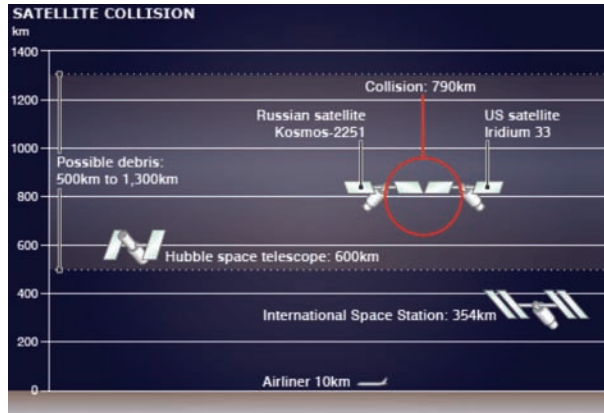 SATELLITE COLLISION
km
1400
1200
1000
800
600
400
200
0
Collision: 790km
Russian satellite
Kosmos-2251
US satellite
Iridium 33
Possible debris:
500km to 1,300km
Hubble space telescope: 600km
International Space Station: 354km
Airliner 10km